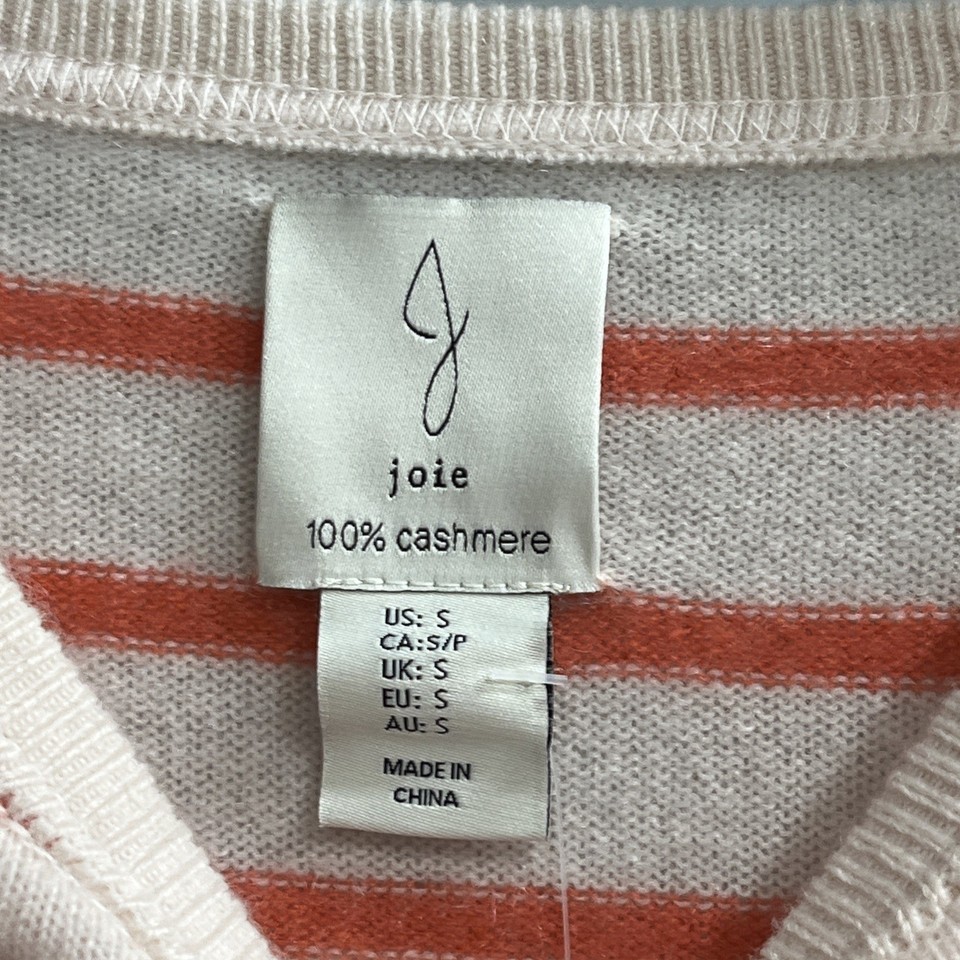 J
joie
100% cashmere
US: S
CA:S/P
UK: S
EU: S
AU: S
MADE IN
CHINA